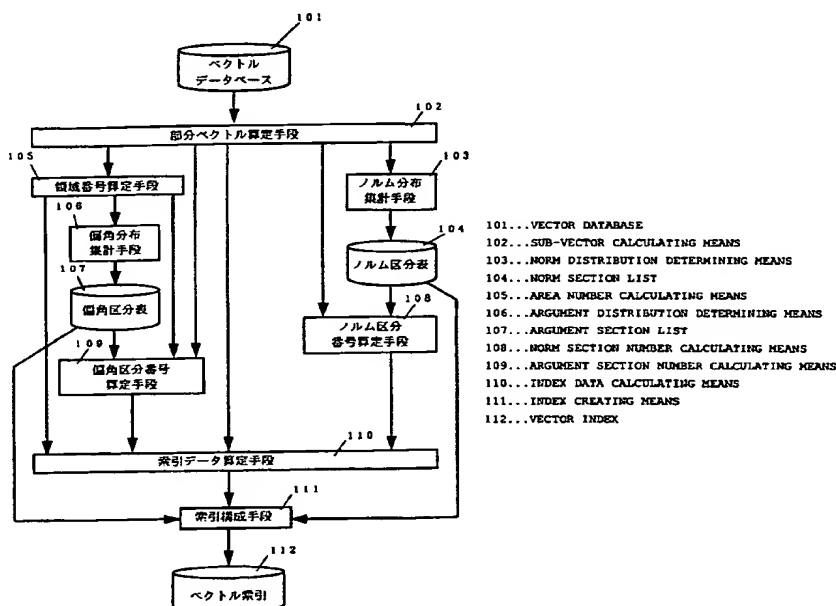 101
ベクトル
データベース
102
部分ベクトル算定手段
105
領域番号算定手段
103
ノルム分布
集計手段
106
偏角分布
集計手段
104
ノルム区分表
107
偏角区分表
108
ノルム区分
番号算定手段
109
偏角区分番号
算定手段
110
索引データ算定手段
111
索引構成手段
112
ベクトル索引
101...VECTOR DATABASE
102...SUB-VECTOR CALCULATING MEANS
103...NORM DISTRIBUTION DETERMINING MEANS
104...NORM SECTION LIST
105...AREA NUMBER CALCULATING MEANS
106...ARGUMENT DISTRIBUTION DETERMINING MEANS
107...ARGUMENT SECTION LIST
108...NORM SECTION NUMBER CALCULATING MEANS
109...ARGUMENT SECTION NUMBER CALCULATING MEANS
110...INDEX DATA CALCULATING MEANS
111...INDEX CREATING MEANS
112...VECTOR INDEX